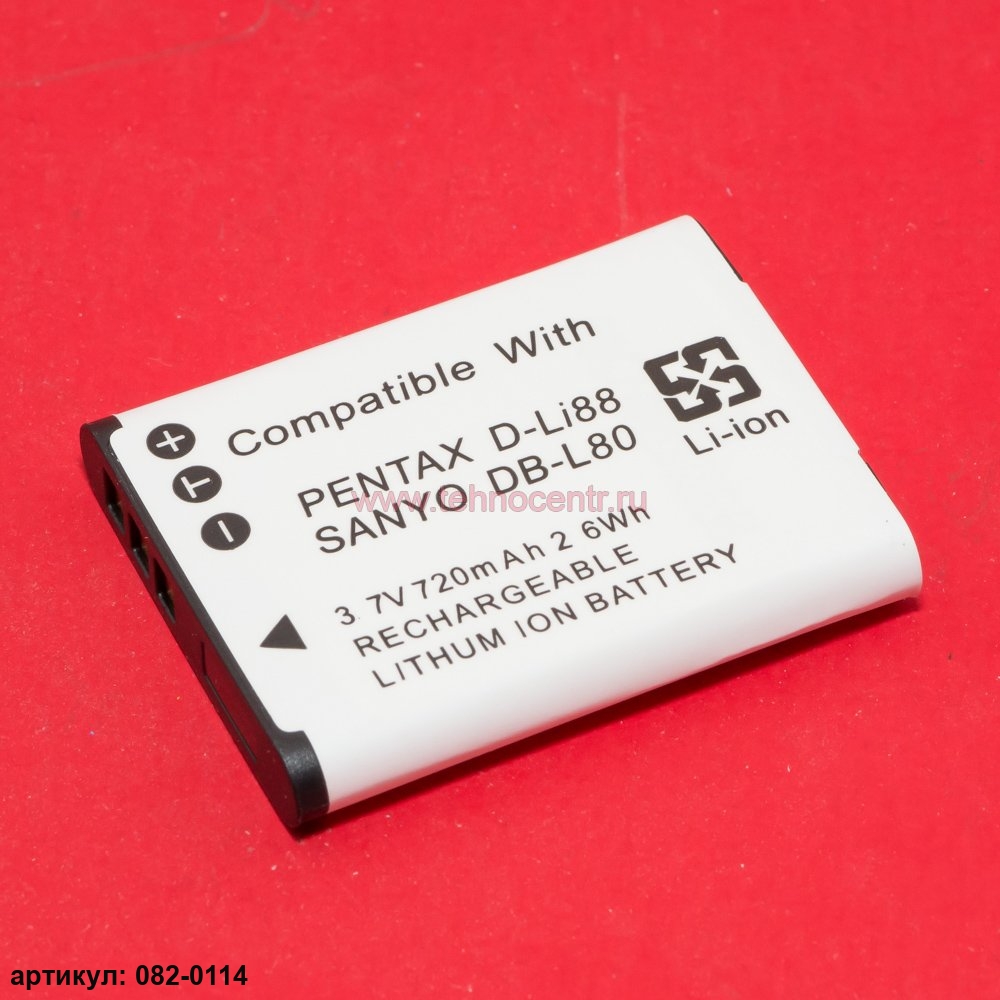 Compatible With
PENTAX D-Li88
SANYO DB-L80
Li-ion
www.tehnocentr.ru
3 7V 720mAh 2 6Wh
RECHARGEABLE
LITHUM ION BATTERY
+
T
−
артикул: 082-0114